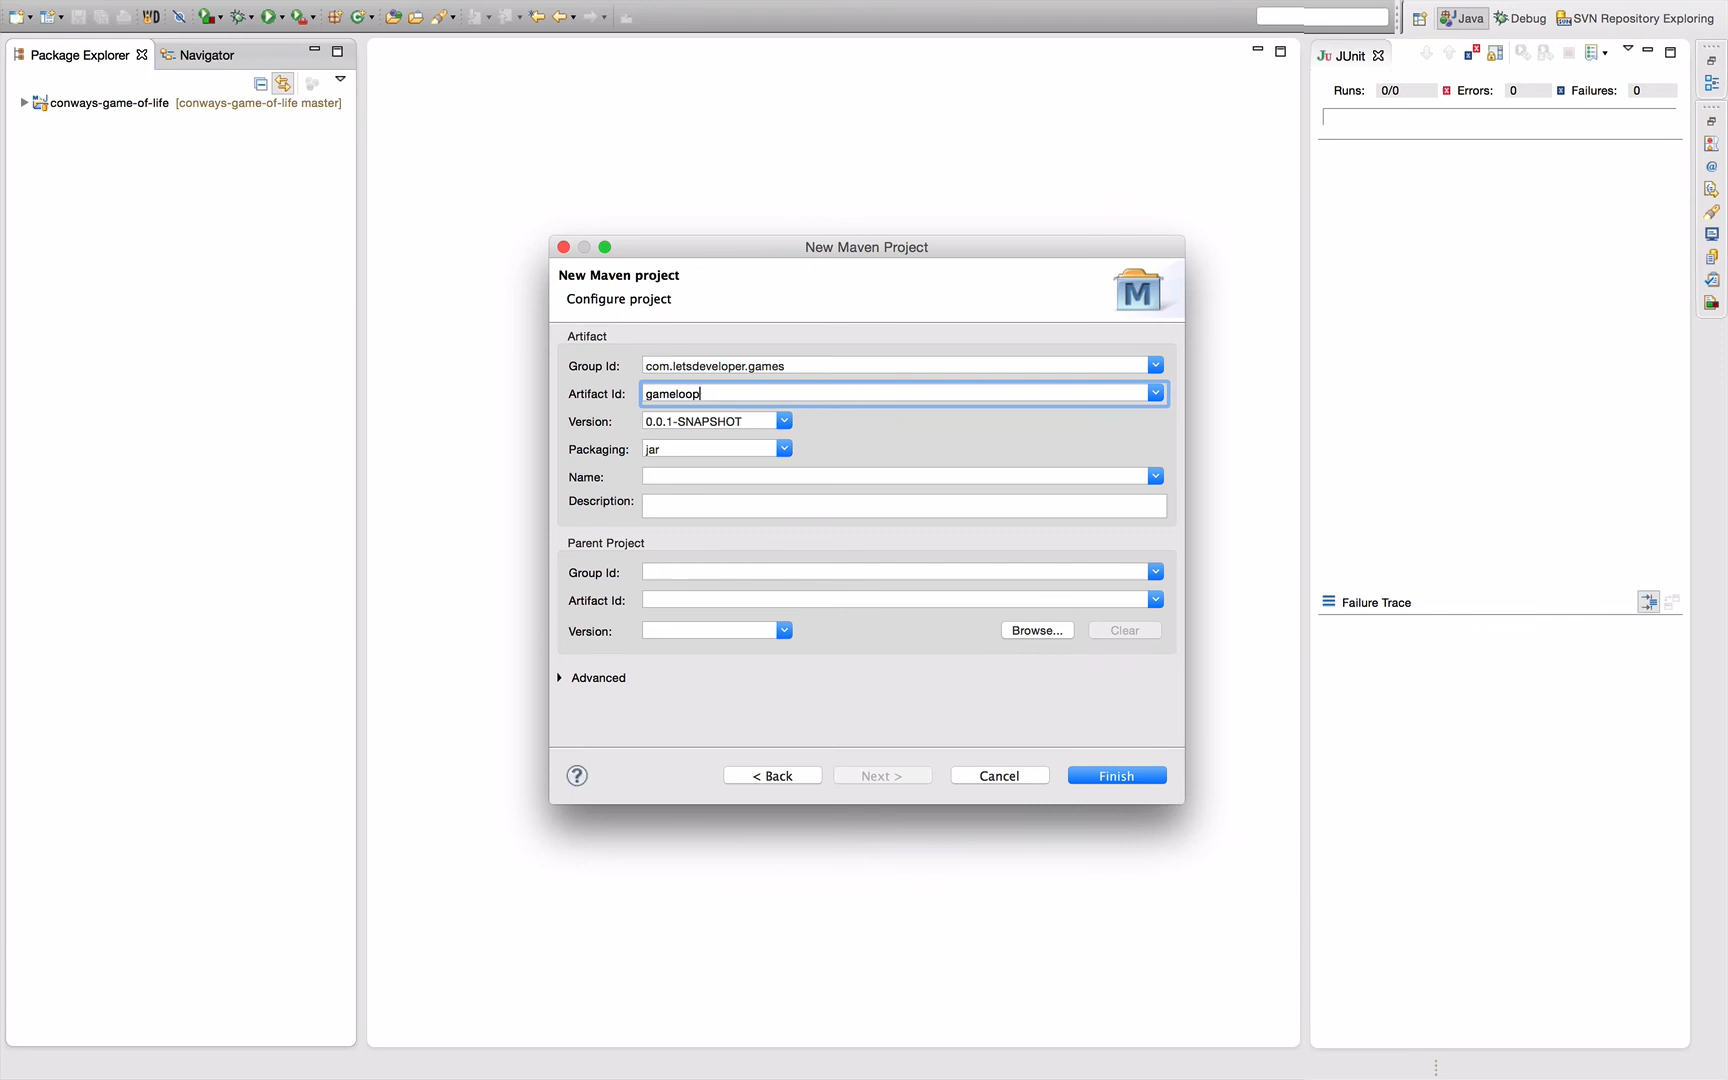 Java
Debug
SVN Repository Exploring
Package Explorer
Navigator
JUnit
conways-game-of-life [conways-game-of-life master]
Runs: 0/0 Errors: 0 Failures: 0
New Maven Project
New Maven project
Configure project
M
Artifact
Group Id: com.letsdeveloper.games
Artifact Id: gameloop
Version: 0.0.1-SNAPSHOT
Packaging: jar
Name:
Description:
Parent Project
Group Id:
Artifact Id:
Version:
Browse...
Clear
Advanced
Failure Trace
?
< Back
Next >
Cancel
Finish